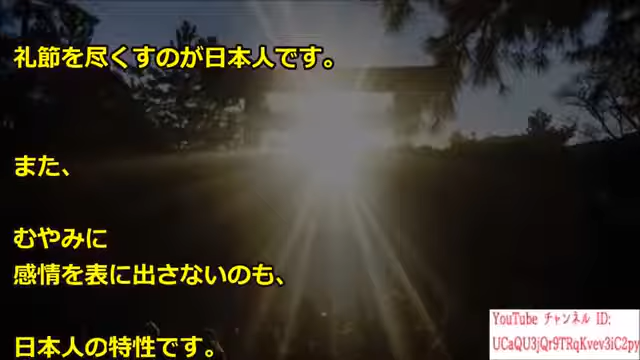 礼節を尽くすのが日本人です。
また、
むやみに
感情を表に出さないのも、
日本人の特性です。
YouTube チャンネル ID:
UCaQU3jQr9TRqKvev3iC2py